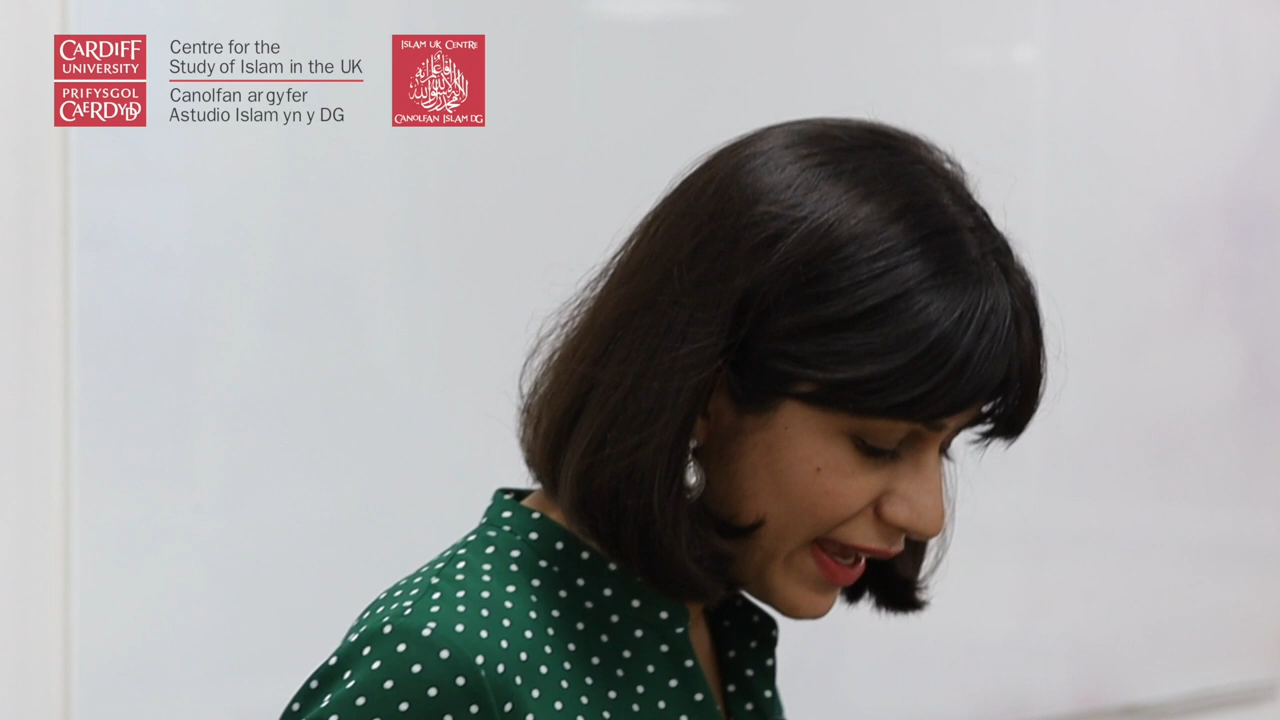 CARDIFF
UNIVERSITY
PRIFYSGOL
CAERDYDD
Centre for the
Study of Islam in the UK
Canolfan ar gyfer
Astudio Islam yn y DG
ISLAM UK CENTRE
CANOLFAN ISLAM DG